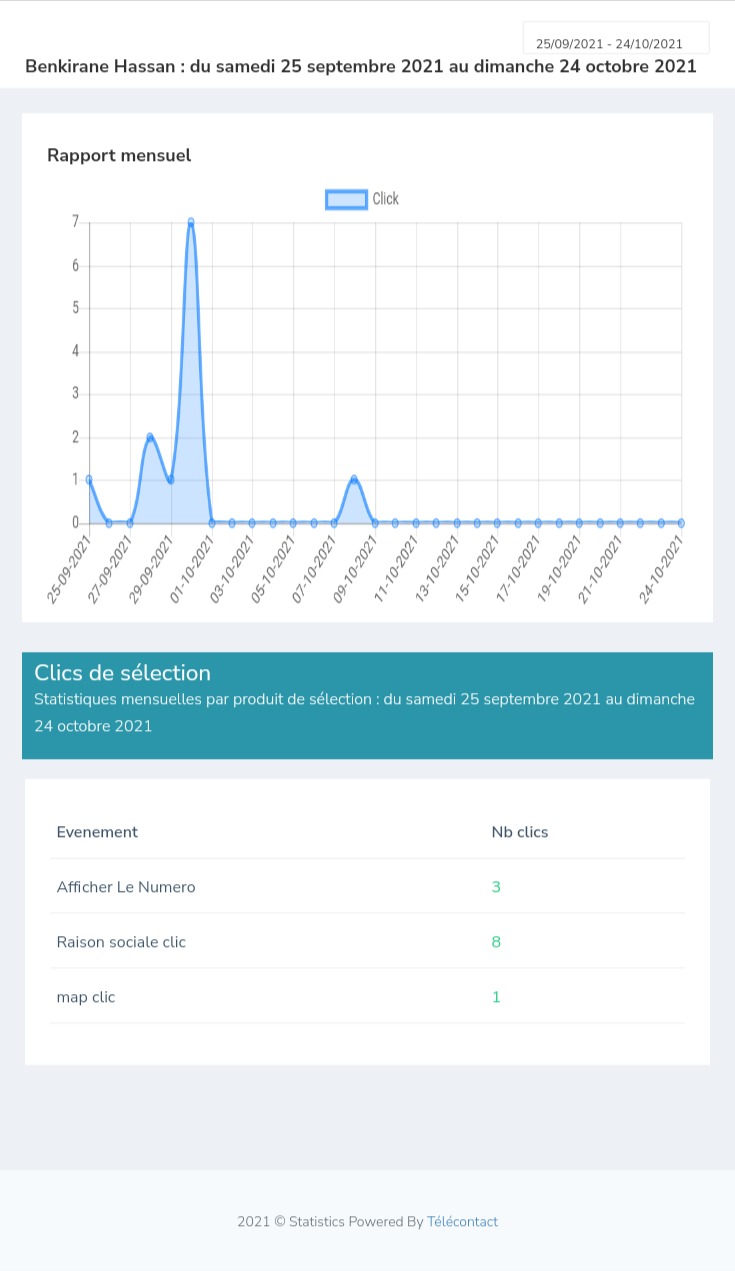 25/09/2021 - 24/10/2021
Benkirane Hassan : du samedi 25 septembre 2021 au dimanche 24 octobre 2021
Rapport mensuel
Click
7
6
5
4
3
2
1
0
25-09-2021
27-09-2021
29-09-2021
01-10-2021
03-10-2021
05-10-2021
07-10-2021
09-10-2021
11-10-2021
13-10-2021
15-10-2021
17-10-2021
19-10-2021
21-10-2021
24-10-2021
Clics de sélection
Statistiques mensuelles par produit de sélection : du samedi 25 septembre 2021 au dimanche
24 octobre 2021
Evenement Nb clics
Afficher Le Numero 3
Raison sociale clic 8
map clic 1
2021 © Statistics Powered By Télécontact